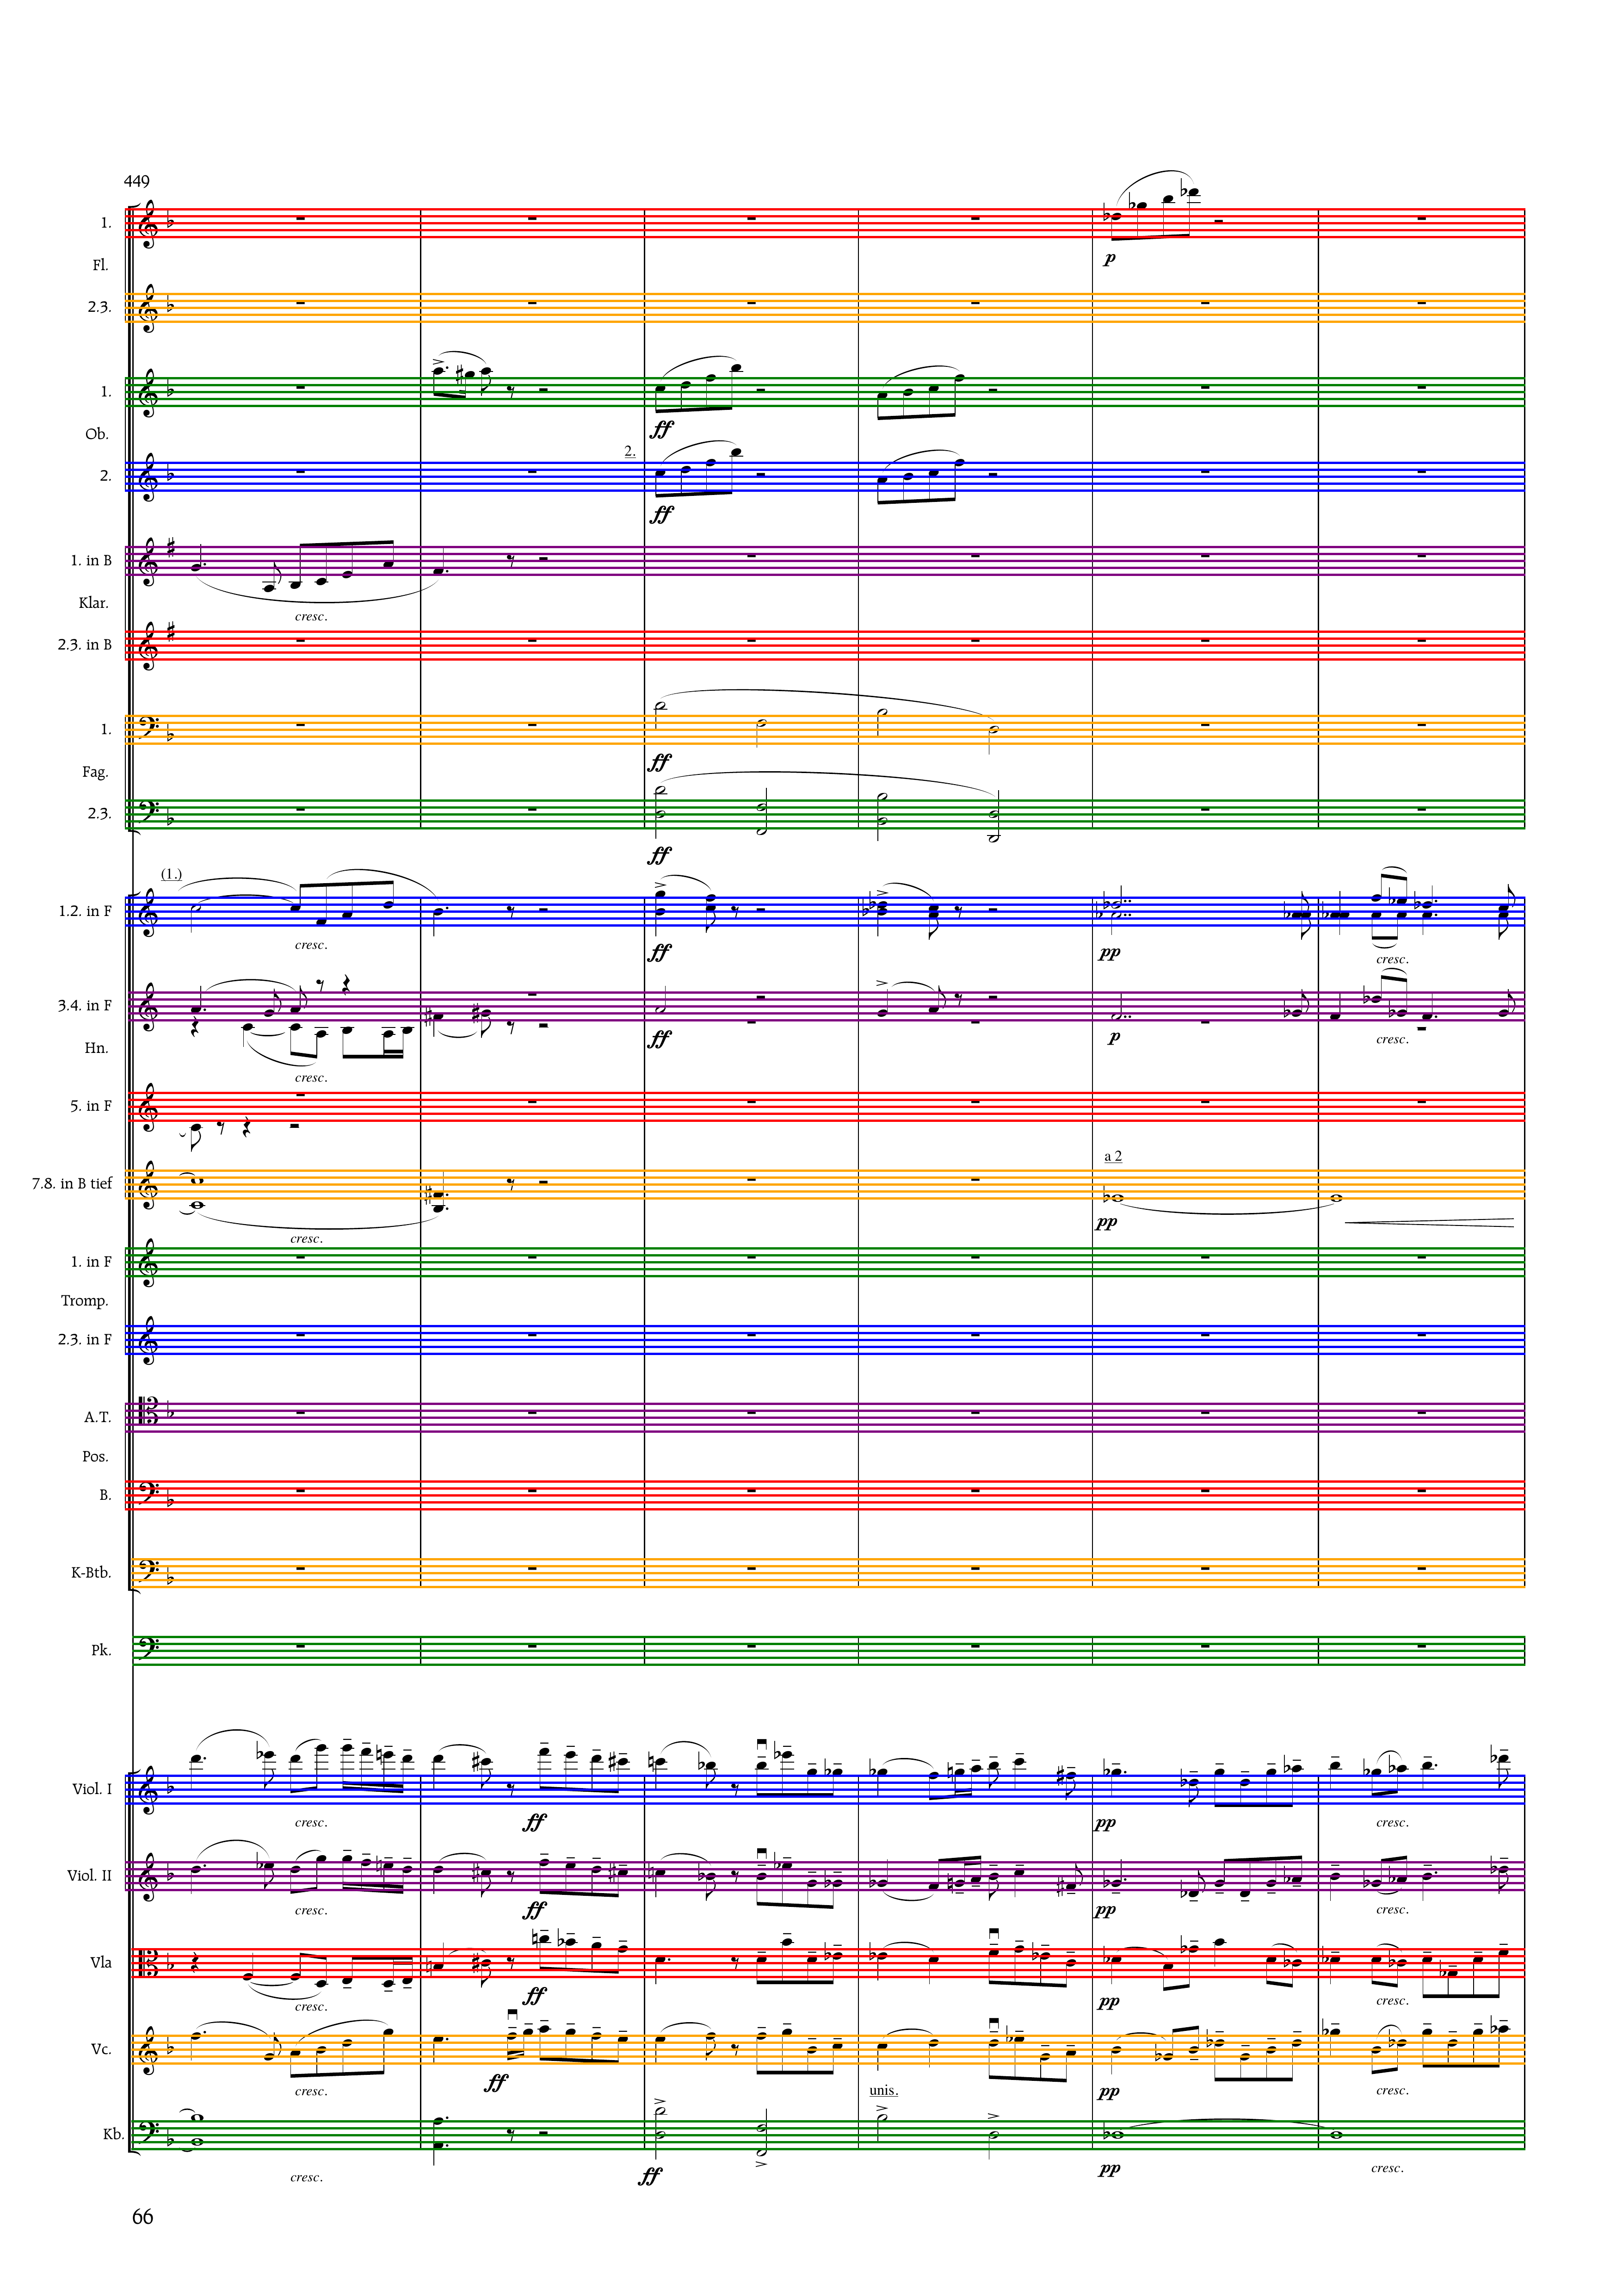 449
1.
Fl.
2.3.
1.
Ob.
2.
2.
ff
ff
p
1. in B
Klar.
cresc.
2.3. in B
1.
Fag.
ff
2.3.
ff
(1.)
1.2. in F
cresc.
ff
pp
cresc.
3.4. in F
Hn.
cresc.
ff
p
cresc.
5. in F
a 2
7.8. in B tief
cresc.
pp
1. in F
Tromp.
2.3. in F
A.T.
Pos.
B.
K-Btb.
Pk.
Viol. I
cresc.
ff
pp
cresc.
Viol. II
cresc.
ff
pp
cresc.
Vla
cresc.
ff
pp
cresc.
Vc.
cresc.
ff
pp
cresc.
unis.
Kb.
cresc.
ff
pp
cresc.
66